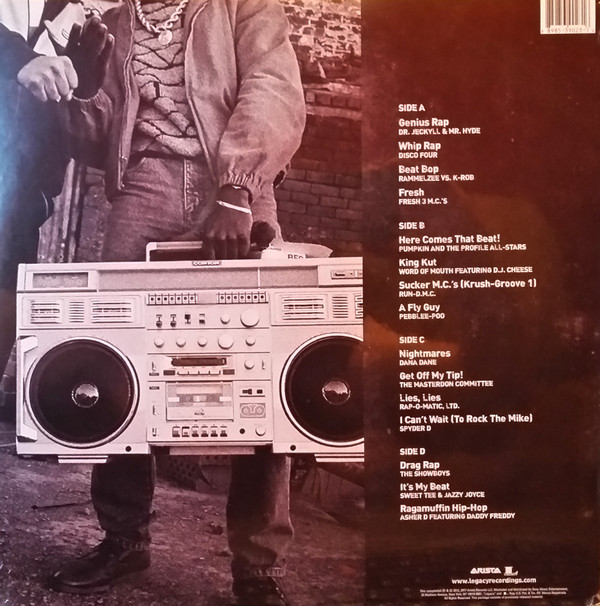 SIDE A
Genius Rap
DR. JECKYLL & MR. HYDE
Whip Rap
DISCO FOUR
Beat Bop
RAMMELZEE VS. K-ROB
Fresh
FRESH 3 M.C.'S
SIDE B
Here Comes That Beat!
PUMPKIN AND THE PROFILE ALL-STARS
King Kut
WORD OF MOUTH FEATURING D.J. CHEESE
Sucker M.C.'s (Krush-Groove 1)
RUN-D.M.C.
A Fly Guy
PEBBLEE-POO
SIDE C
Nightmares
DANA DANE
Get Off My Tip!
THE MASTERDON COMMITTEE
Lies, Lies
RAP-O-MATIC, LTD.
I Can't Wait (To Rock The Mike)
SPYDER D
SIDE D
Drag Rap
THE SHOWBOYS
It's My Beat
SWEET TEE & JAZZY JOYCE
Ragamuffin Hip-Hop
ASHER D FEATURING DADDY FREDDY
ARISTA L
www.legacyrecordings.com